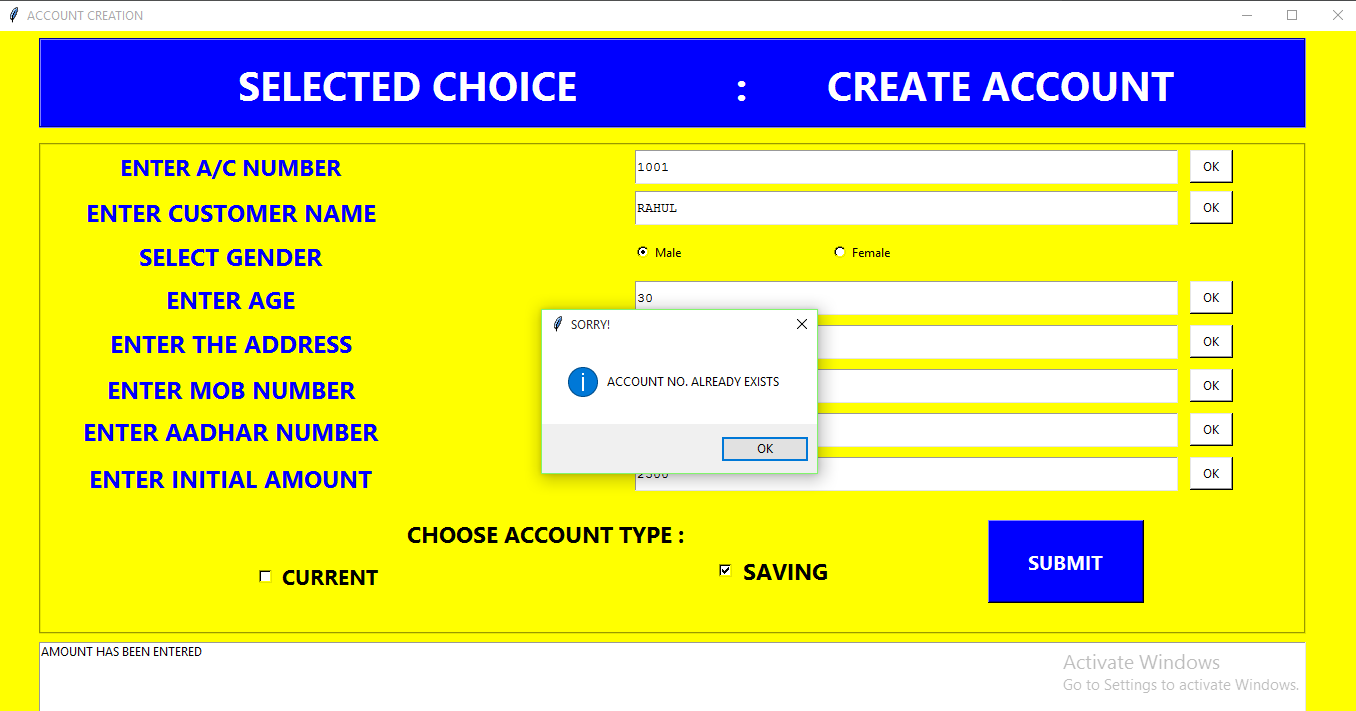 ACCOUNT CREATION
SELECTED CHOICE : CREATE ACCOUNT
ENTER A/C NUMBER 1001 OK
ENTER CUSTOMER NAME RAHUL OK
SELECT GENDER Male Female
ENTER AGE 30 OK
SORRY!
ENTER THE ADDRESS OK
ACCOUNT NO. ALREADY EXISTS
ENTER MOB NUMBER OK
ENTER AADHAR NUMBER OK
OK
ENTER INITIAL AMOUNT OK
CHOOSE ACCOUNT TYPE :
CURRENT SAVING SUBMIT
AMOUNT HAS BEEN ENTERED
Activate Windows
Go to Settings to activate Windows.